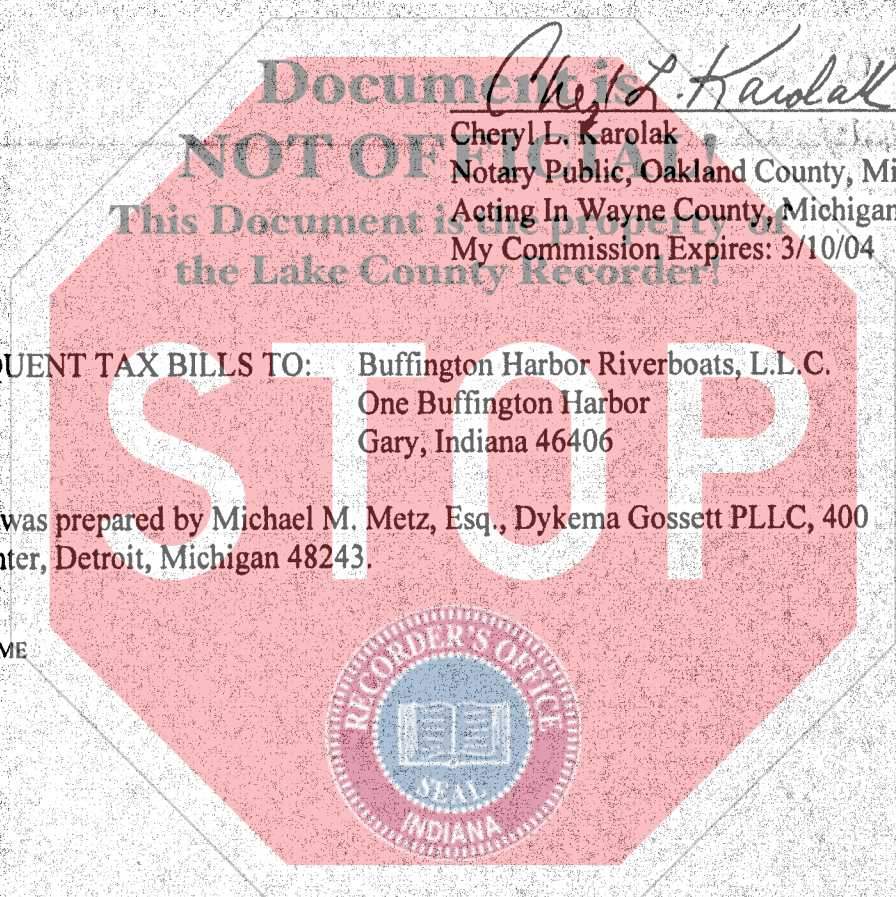 Cheryl L. Karolak
Document is
NOT OFFICIAL!
This Document is the property of
the Lake County Recorder!
Cheryl L. Karolak
Notary Public, Oakland County, Mi
Acting In Wayne County, Michigan
My Commission Expires: 3/10/04
QUENT TAX BILLS TO: Buffington Harbor Riverboats, L.L.C.
One Buffington Harbor
Gary, Indiana 46406
STOP
was prepared by Michael M. Metz, Esq., Dykema Gossett PLLC, 400
nter, Detroit, Michigan 48243.
ME
RECORDER'S OFFICE
SEAL
INDIANA